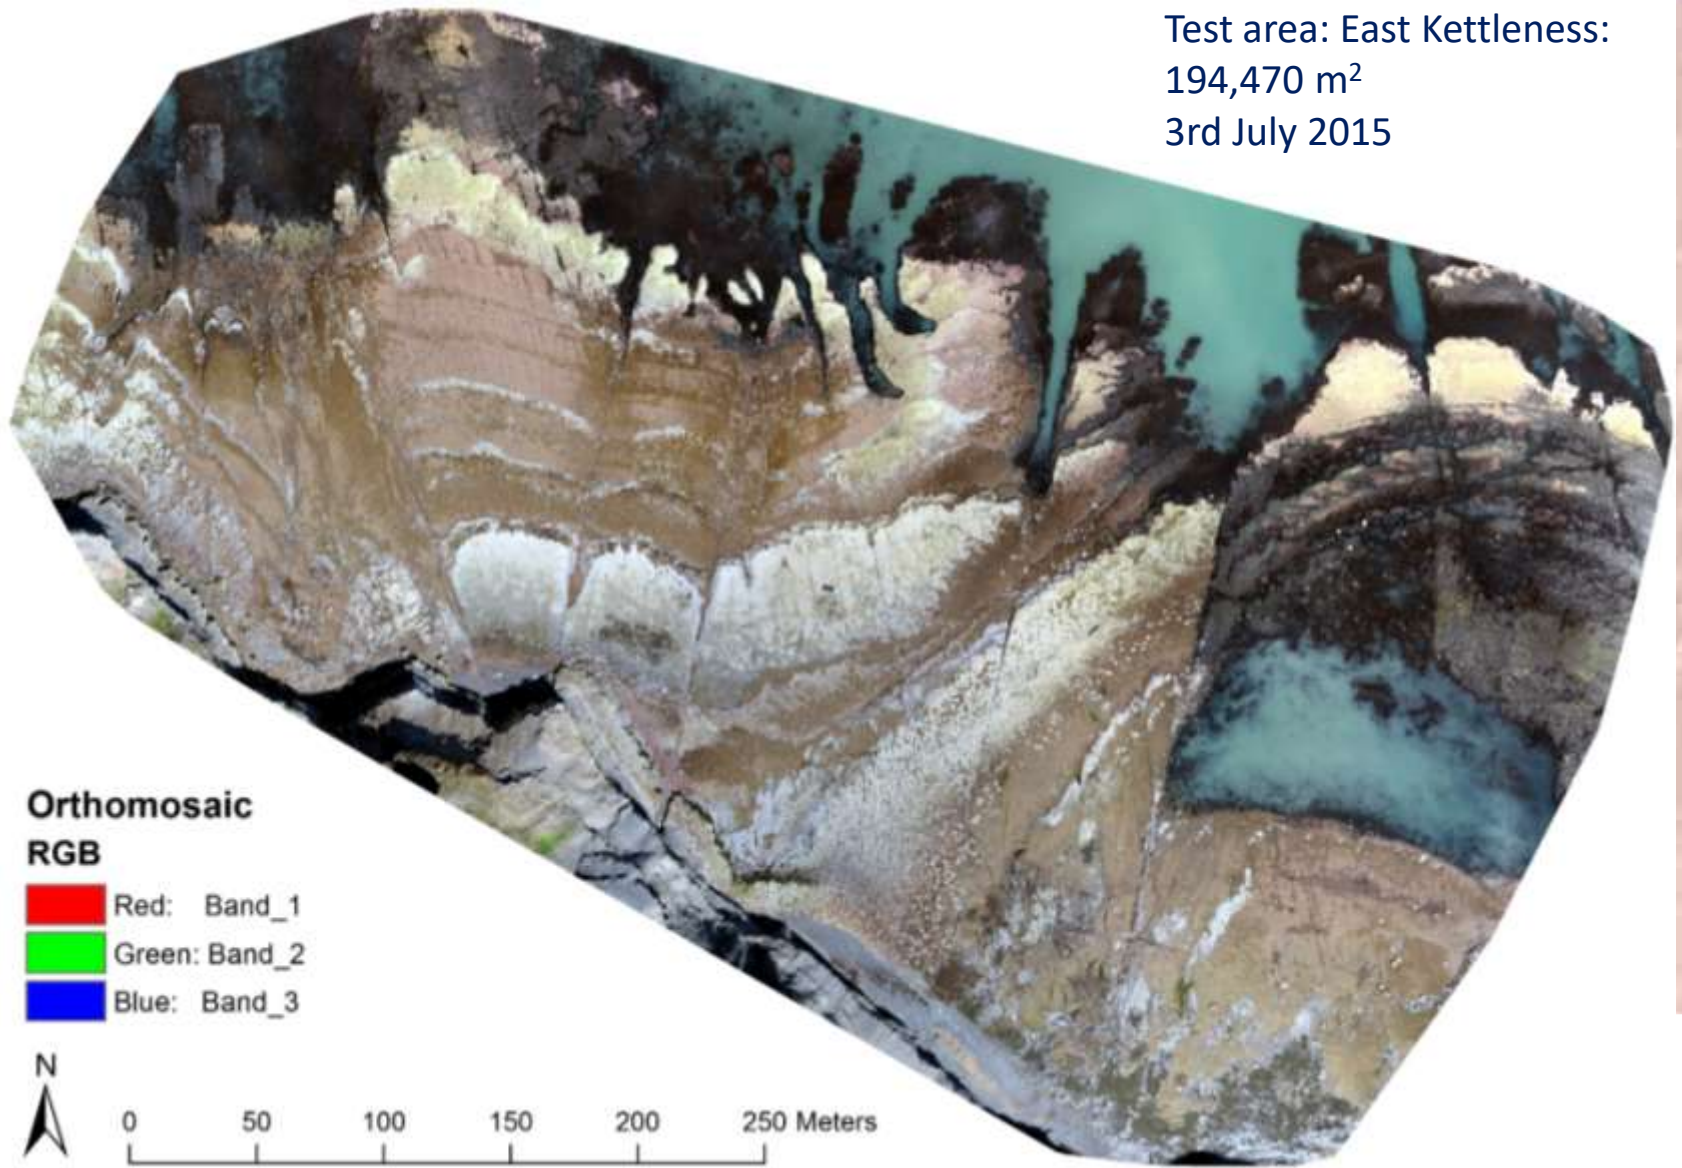 Test area: East Kettleness:
194,470 m²
3rd July 2015
Orthomosaic
RGB
Red: Band_1
Green: Band_2
Blue: Band_3
N
0 50 100 150 200 250 Meters